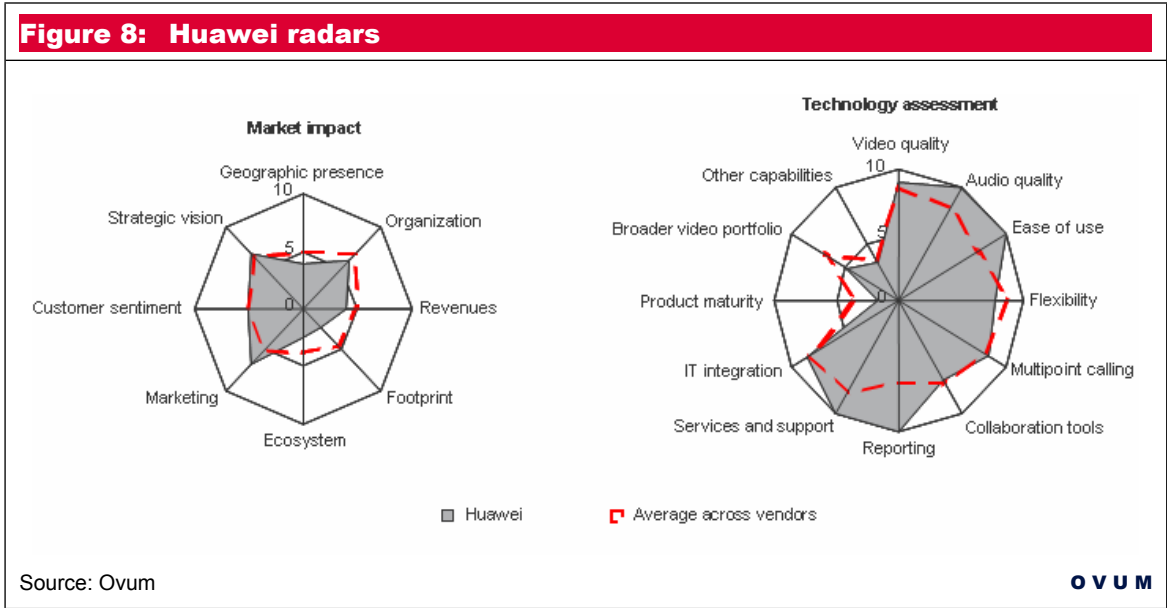 Figure 8: Huawei radars
Market impact
Geographic presence
10
Strategic vision
Organization
5
Customer sentiment
0
Revenues
Marketing
Footprint
Ecosystem
Technology assessment
Video quality
10
Other capabilities
Audio quality
Broader video portfolio
5
Ease of use
Product maturity
0
Flexibility
IT integration
Multipoint calling
Services and support
Collaboration tools
Reporting
Huawei
Average across vendors
Source: Ovum
OVUM